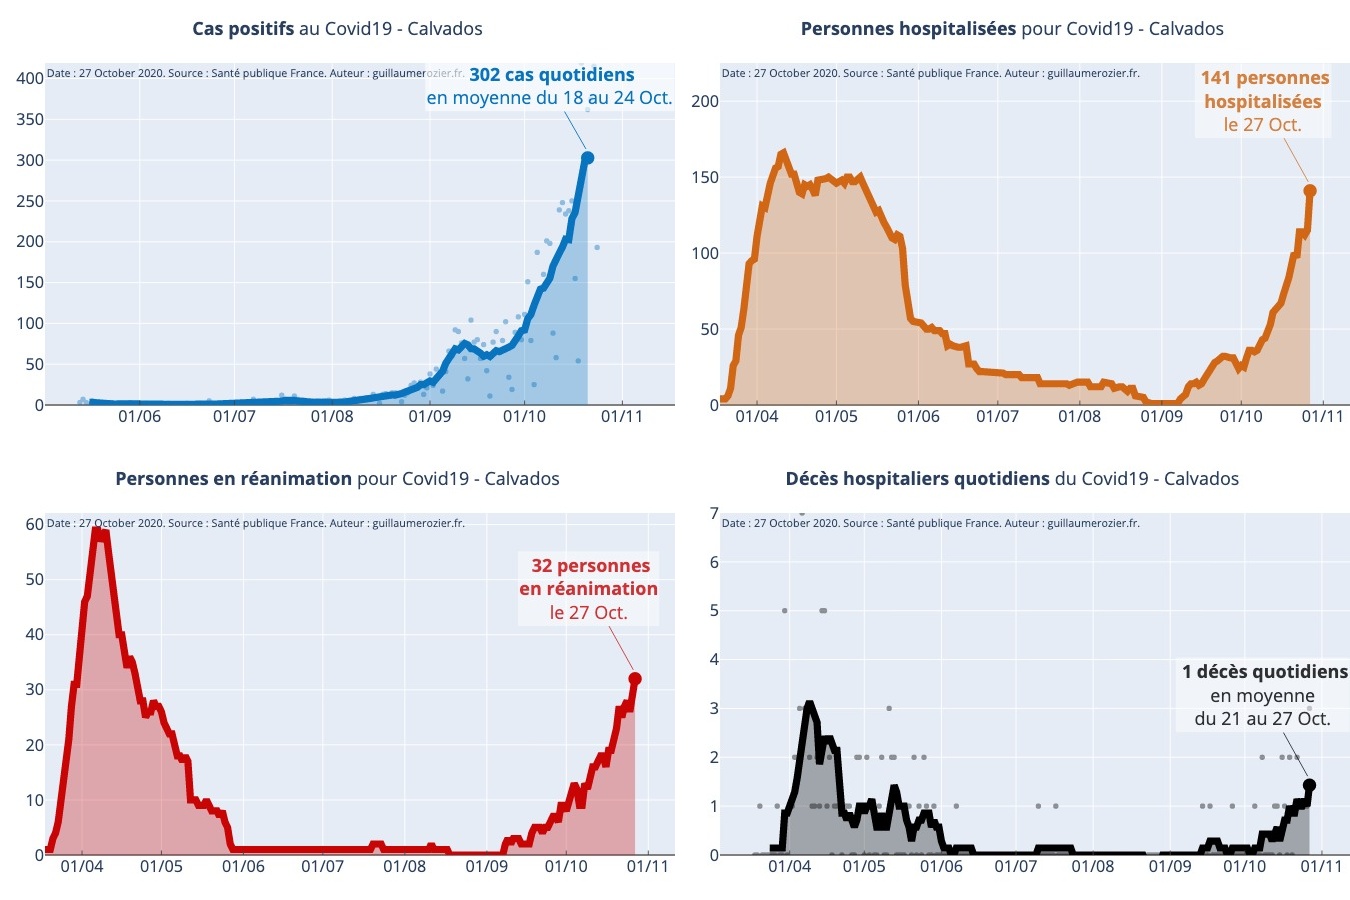 Cas positifs au Covid19 - Calvados
Date : 27 October 2020. Source : Santé publique France. Auteur : guillaumerozier.fr.
302 cas quotidiens
en moyenne du 18 au 24 Oct.
400
350
300
250
200
150
100
50
0
01/06 01/07 01/08 01/09 01/10 01/11
Personnes hospitalisées pour Covid19 - Calvados
Date : 27 October 2020. Source : Santé publique France. Auteur : guillaumerozier.fr.
141 personnes
hospitalisées
le 27 Oct.
200
150
100
50
0
01/04 01/05 01/06 01/07 01/08 01/09 01/10 01/11
Personnes en réanimation pour Covid19 - Calvados
Date : 27 October 2020. Source : Santé publique France. Auteur : guillaumerozier.fr.
32 personnes
en réanimation
le 27 Oct.
60
50
40
30
20
10
0
01/04 01/05 01/06 01/07 01/08 01/09 01/10 01/11
Décès hospitaliers quotidiens du Covid19 - Calvados
Date : 27 October 2020. Source : Santé publique France. Auteur : guillaumerozier.fr.
1 décès quotidiens
en moyenne
du 21 au 27 Oct.
7
6
5
4
3
2
1
0
01/04 01/05 01/06 01/07 01/08 01/09 01/10 01/11